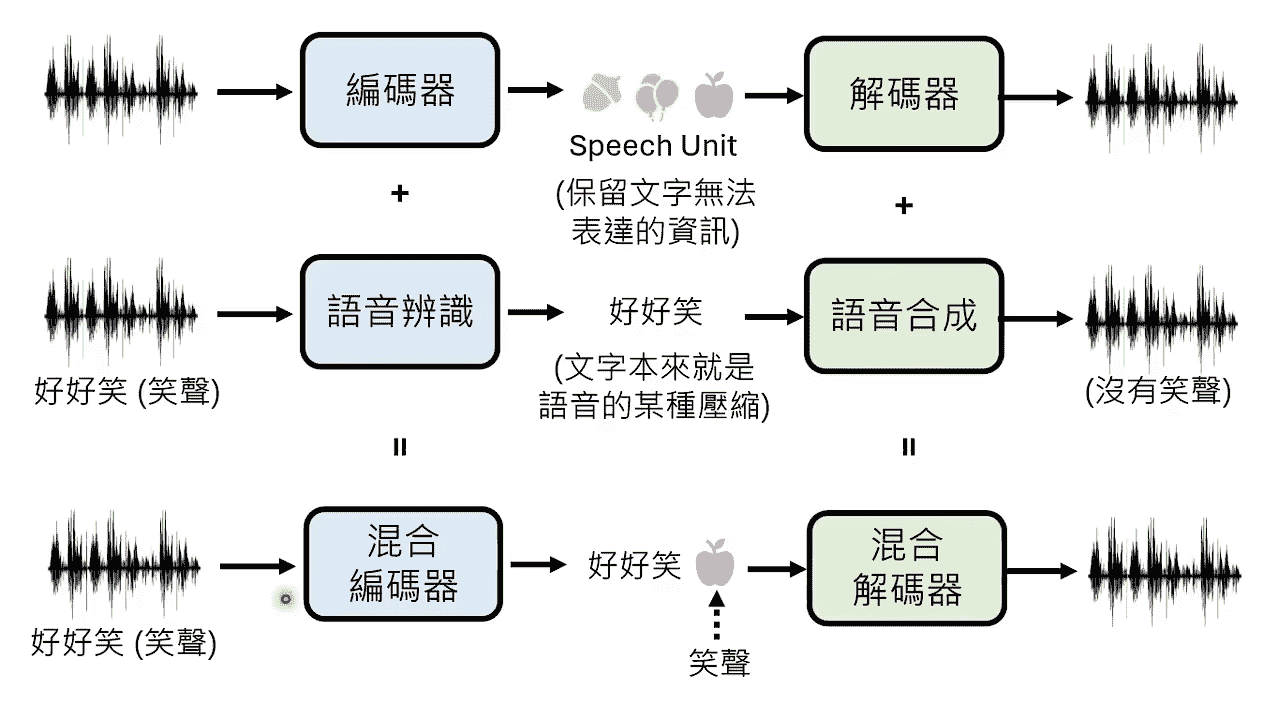 編碼器
解碼器
Speech Unit
(保留文字無法
表達的資訊)
+
+
語音辨識
好好笑
語音合成
好好笑 (笑聲)
(文字本來就是
語音的某種壓縮)
(沒有笑聲)
=
=
混合
編碼器
好好笑
混合
解碼器
好好笑 (笑聲)
笑聲